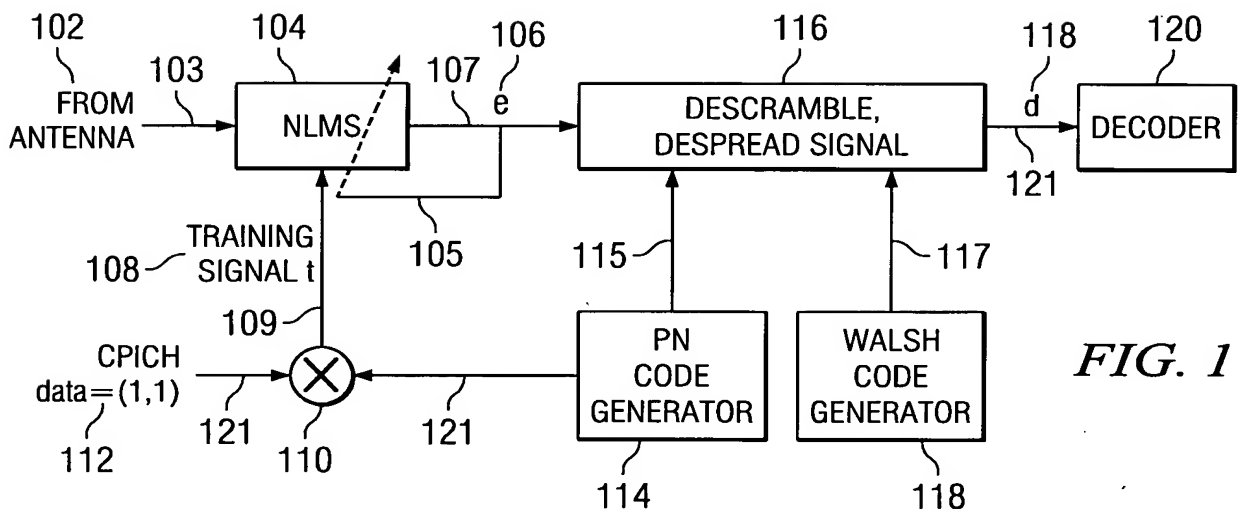 102
104
106
116
118
120
103
107
e
d
FROM
ANTENNA
NLMS
DESCRAMBLE,
DESPREAD SIGNAL
DECODER
121
105
108
TRAINING
SIGNAL t
115
117
109
CPICH
data=(1,1)
PN
CODE
GENERATOR
WALSH
CODE
GENERATOR
FIG. 1
121
121
112
110
114
118